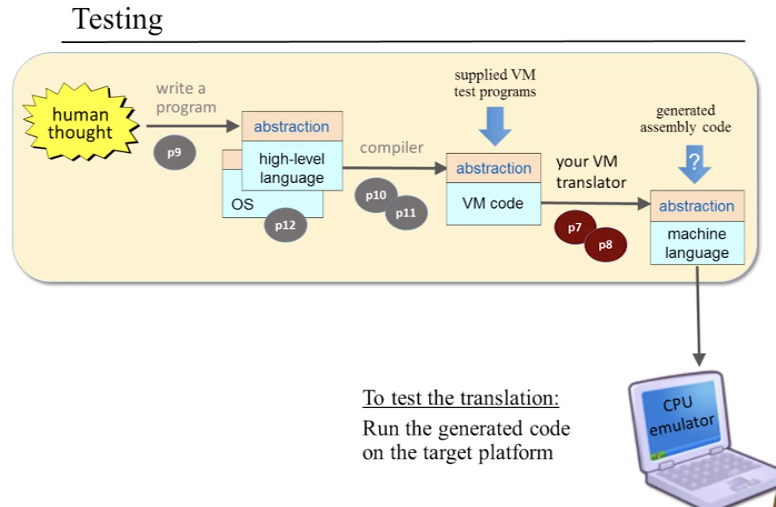 Testing
human
thought
write a
program
p9
abstraction
high-level
language
OS
p12
compiler
p10
p11
supplied VM
test programs
abstraction
VM code
your VM
translator
p7
p8
generated
assembly code
?
abstraction
machine
language
To test the translation:
Run the generated code
on the target platform
CPU
emulator